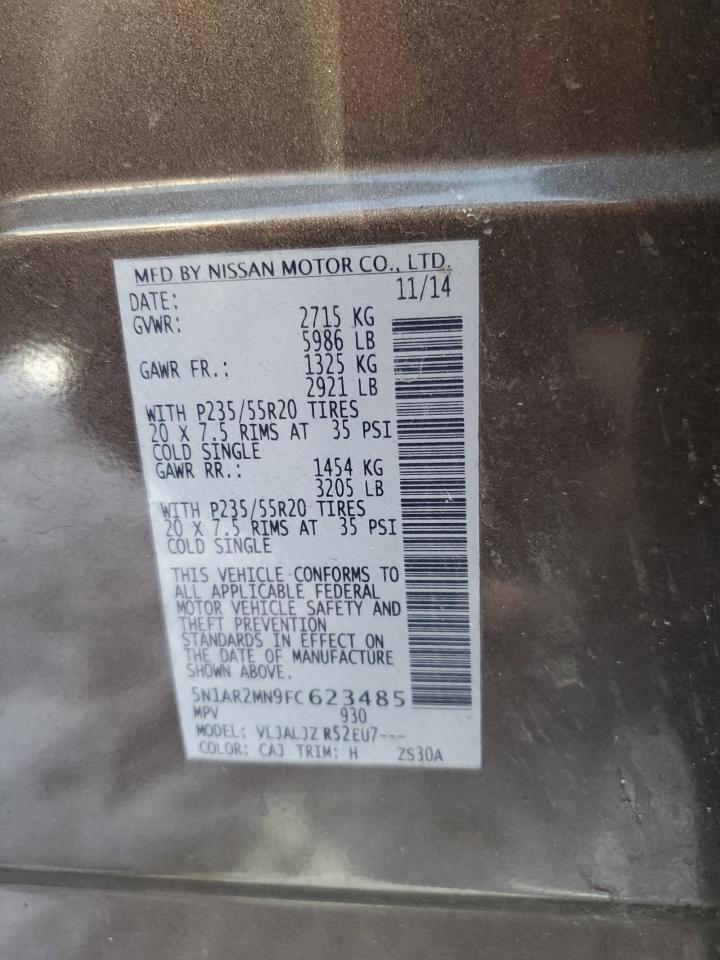 MFD BY NISSAN MOTOR CO., LTD.
DATE: 11/14
GVWR: 2715 KG
5986 LB
GAWR FR.: 1325 KG
2921 LB
WITH P235/55R20 TIRES
20 X 7.5 RIMS AT 35 PSI
COLD SINGLE
GAWR RR.: 1454 KG
3205 LB
WITH P235/55R20 TIRES
20 X 7.5 RIMS AT 35 PSI
COLD SINGLE
THIS VEHICLE CONFORMS TO
ALL APPLICABLE FEDERAL
MOTOR VEHICLE SAFETY AND
THEFT PREVENTION
STANDARDS IN EFFECT ON
THE DATE OF MANUFACTURE
SHOWN ABOVE.
5N1AR2MN9FC623485
MPV 930
MODEL: VLJALJZ R52EU7---
COLOR: CAJ TRIM: H ZS30A